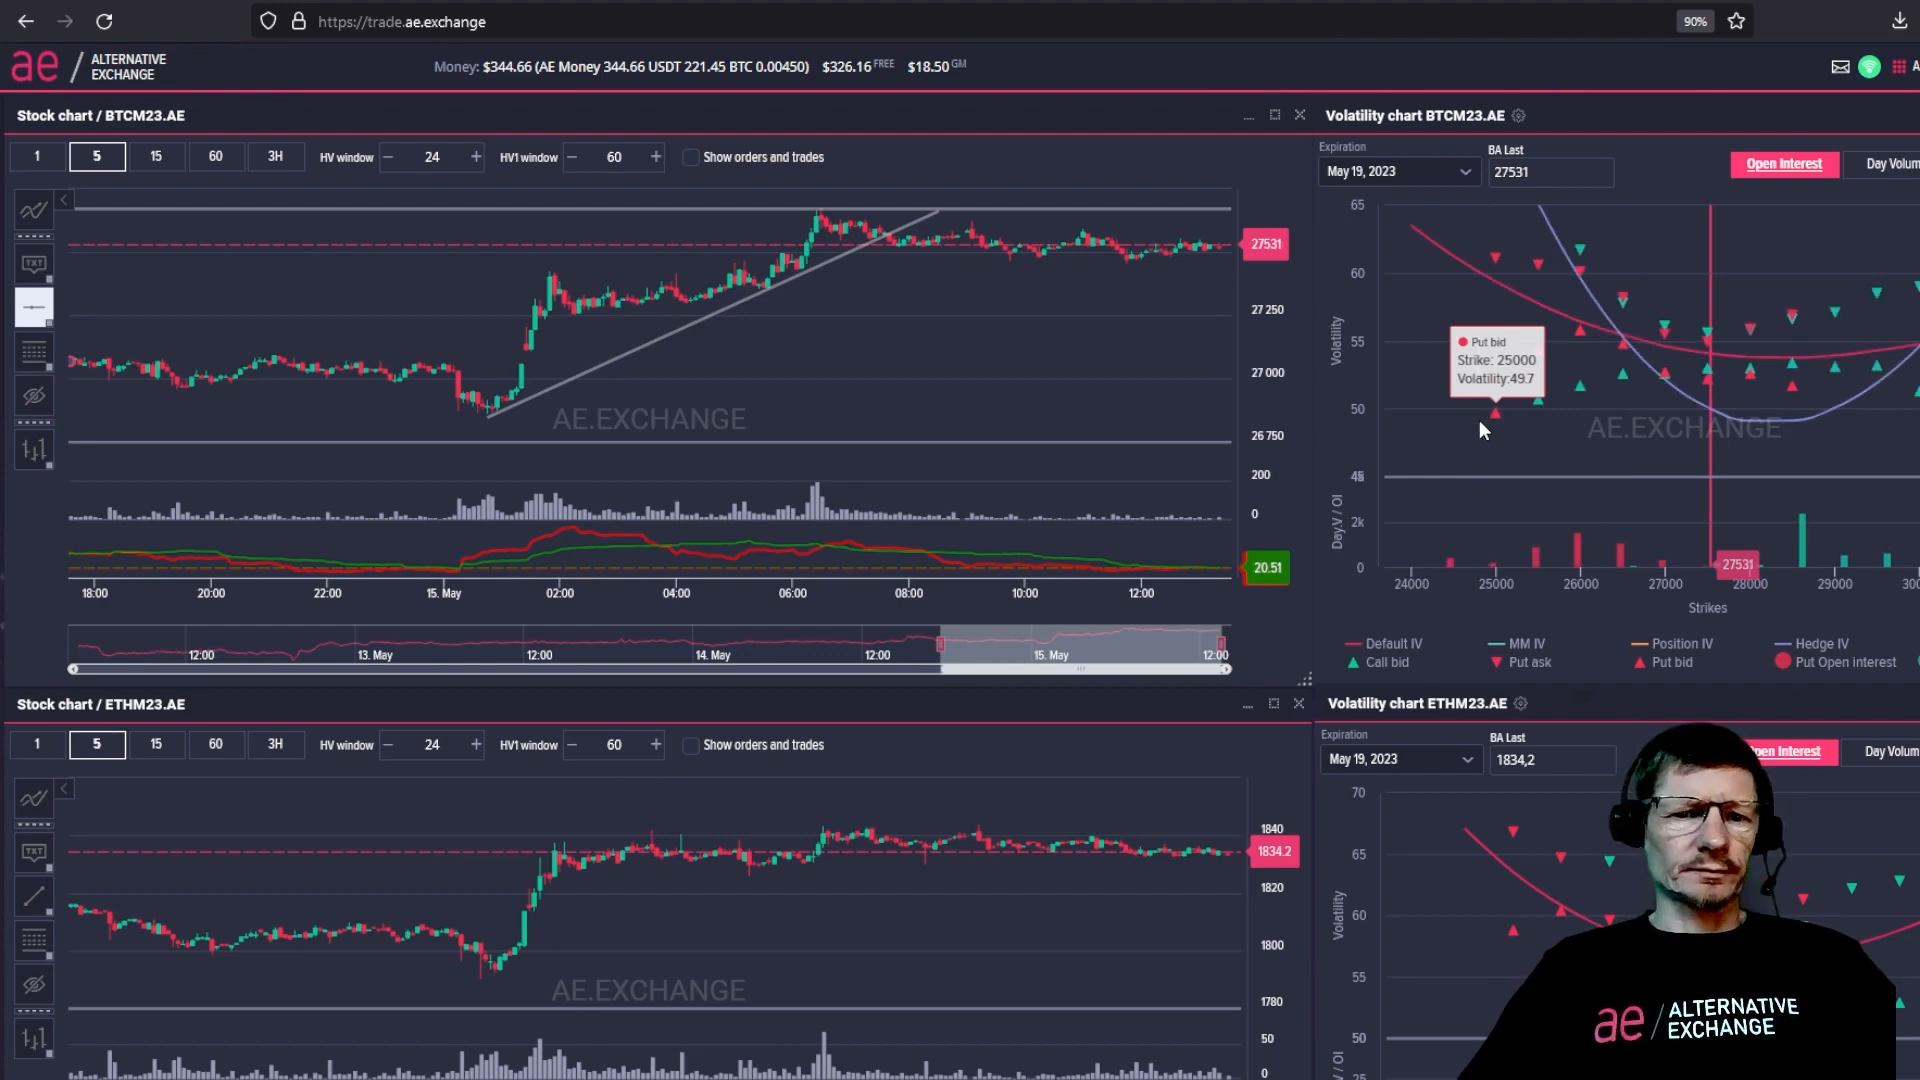 https://trade.ae.exchange
90%
ae / ALTERNATIVE EXCHANGE
Money: $344.66 (AE Money 344.66 USDT 221.45 BTC 0.00450) $326.16 FREE $18.50 GM
A
Stock chart / BTCM23.AE
1 5 15 60 3H HV window − 24 + HV1 window − 60 + Show orders and trades
TXT
27531
27 250
27 000
26 750
200
0
20.51
AE.EXCHANGE
18:00 20:00 22:00 15. May 02:00 04:00 06:00 08:00 10:00 12:00
12:00 13. May 12:00 14. May 12:00 15. May 12:00
Volatility chart BTCM23.AE
Expiration
May 19, 2023
BA Last
27531
Open Interest
Day Volum
65
60
55
50
45
Volatility
Put bid
Strike: 25000
Volatility:49.7
AE.EXCHANGE
Day.V / OI
2k
0
27531
24000 25000 26000 27000 28000 29000 300
Strikes
Default IV MM IV Position IV Hedge IV
Call bid Put ask Put bid Put Open interest
Stock chart / ETHM23.AE
1 5 15 60 3H HV window − 24 + HV1 window − 60 + Show orders and trades
TXT
1840
1834.2
1820
1800
1780
50
0
AE.EXCHANGE
Volatility chart ETHM23.AE
Expiration
May 19, 2023
BA Last
1834,2
pen Interest
Day Volum
70
65
60
55
50
25
Volatility
V / OI
ae / ALTERNATIVE EXCHANGE